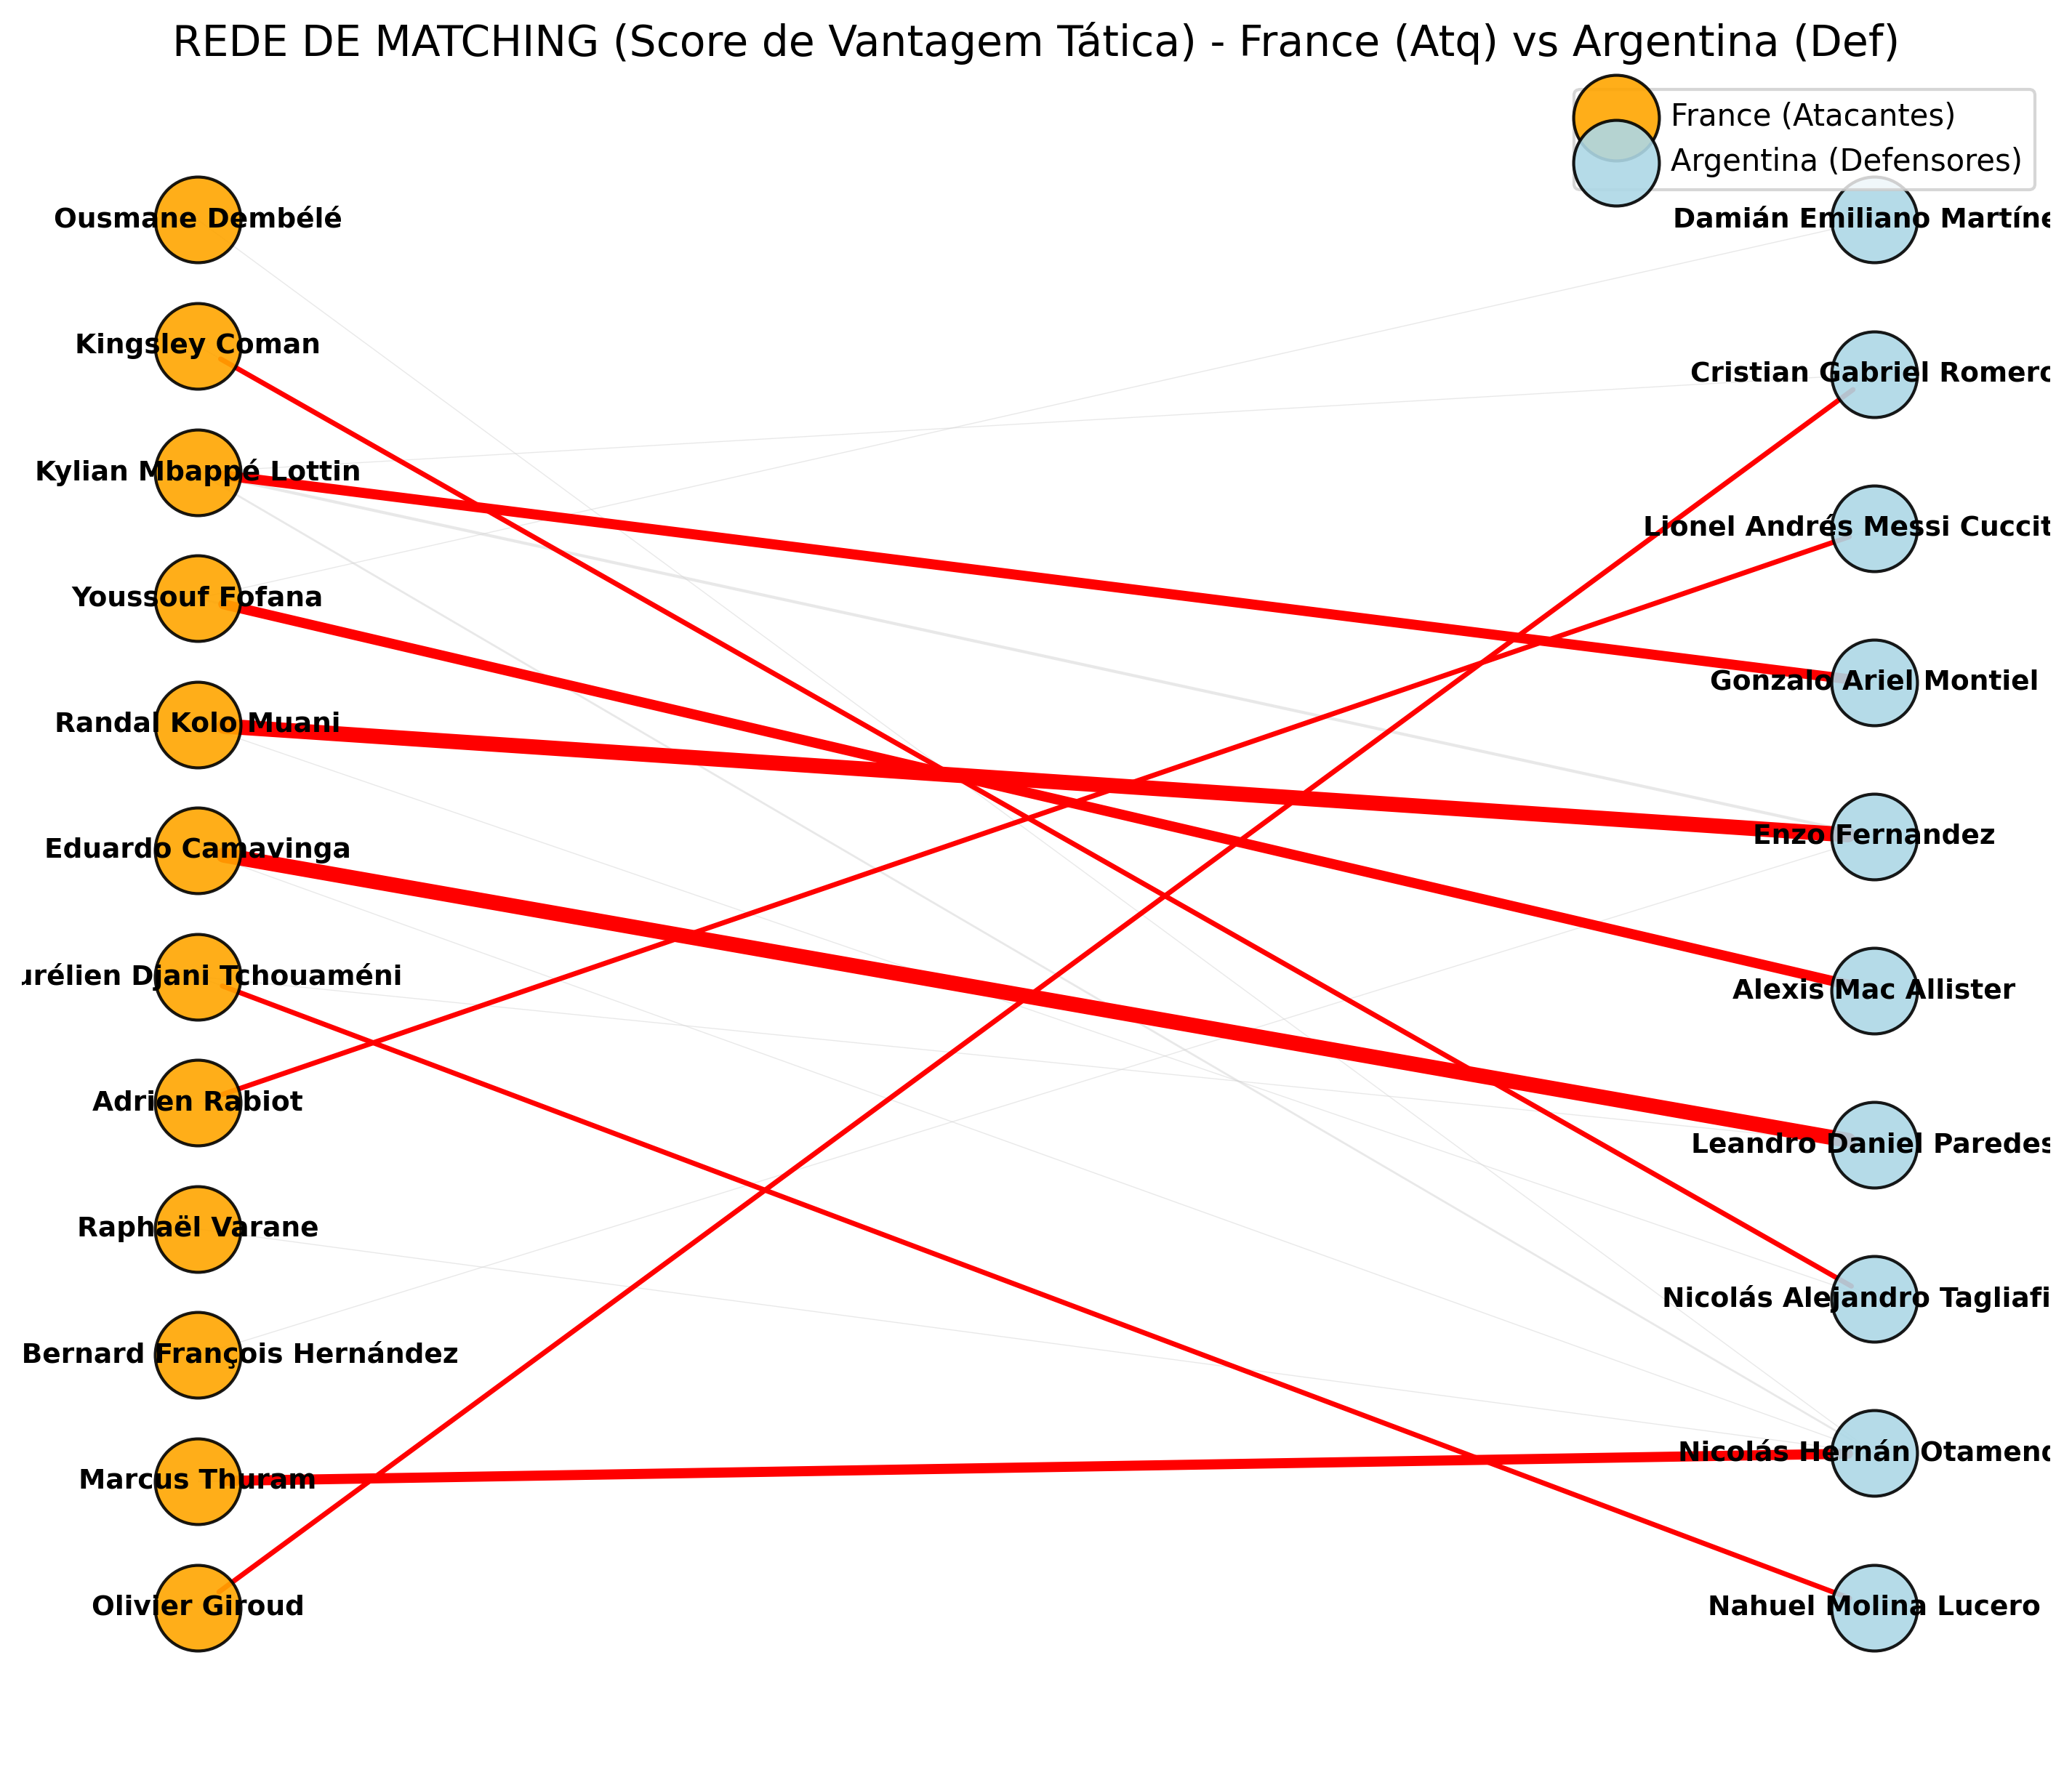 REDE DE MATCHING (Score de Vantagem Tática) - France (Atq) vs Argentina (Def)
France (Atacantes)
Argentina (Defensores)
Ousmane Dembélé
Kingsley Coman
Kylian Mbappé Lottin
Youssouf Fofana
Randal Kolo Muani
Eduardo Camavinga
urélien Djani Tchouaméni
Adrien Rabiot
Raphaël Varane
Bernard François Hernández
Marcus Thuram
Olivier Giroud
Damián Emiliano Martíne
Cristian Gabriel Romero
Lionel Andrés Messi Cuccit
Gonzalo Ariel Montiel
Enzo Fernandez
Alexis Mac Allister
Leandro Daniel Paredes
Nicolás Alejandro Tagliafi
Nicolás Hernán Otamend
Nahuel Molina Lucero